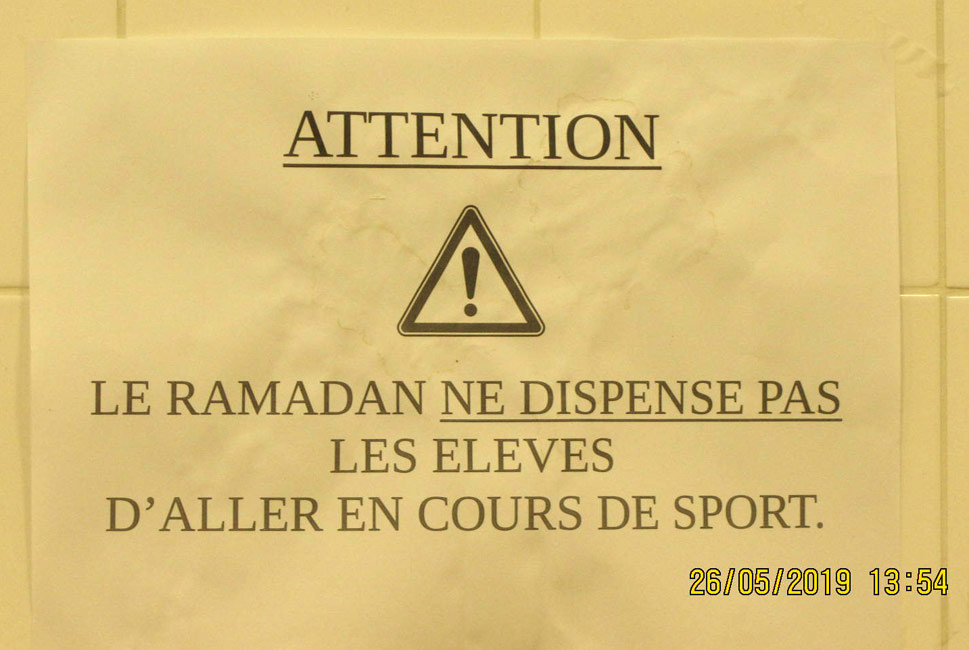 ATTENTION
LE RAMADAN NE DISPENSE PAS
LES ELEVES
D’ALLER EN COURS DE SPORT.
26/05/2019 13:54